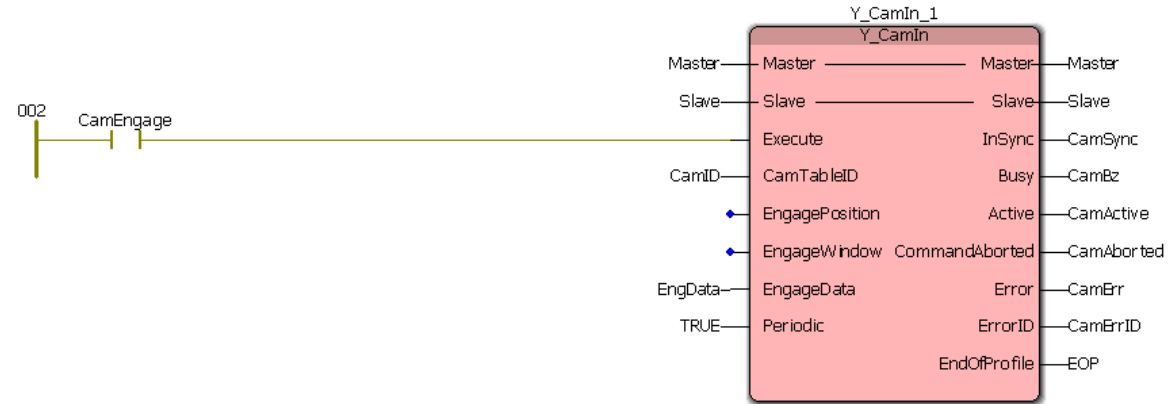 Y_CamIn_1
Y_CamIn
Master Master Master Master
Slave Slave Slave Slave
002
CamEngage Execute InSync CamSync
CamID CamTableID Busy CamBz
EngagePosition Active CamActive
EngageWindow CommandAborted CamAborted
EngData EngageData Error CamErr
TRUE Periodic ErrorID CamErrID
EndOfProfile EOP